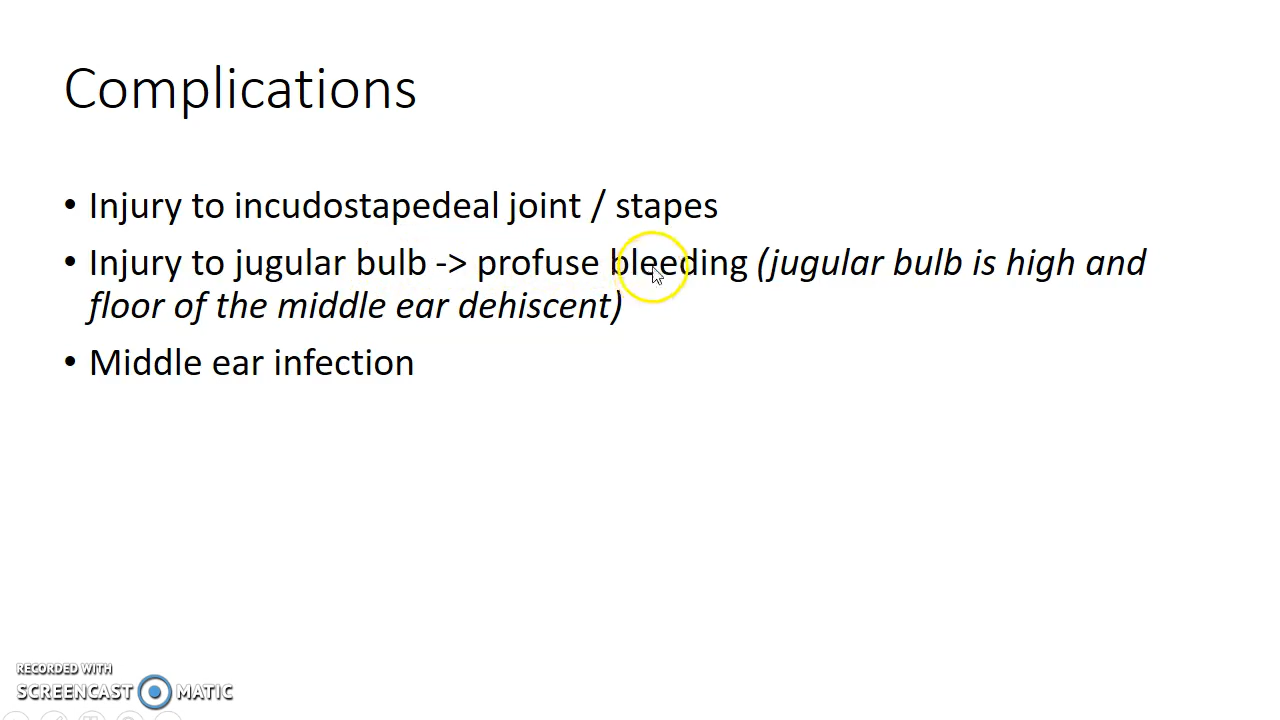 Complications
• Injury to incudostapedeal joint / stapes
• Injury to jugular bulb -> profuse bleeding (jugular bulb is high and
floor of the middle ear dehiscent)
• Middle ear infection
RECORDED WITH
SCREENCAST MATIC